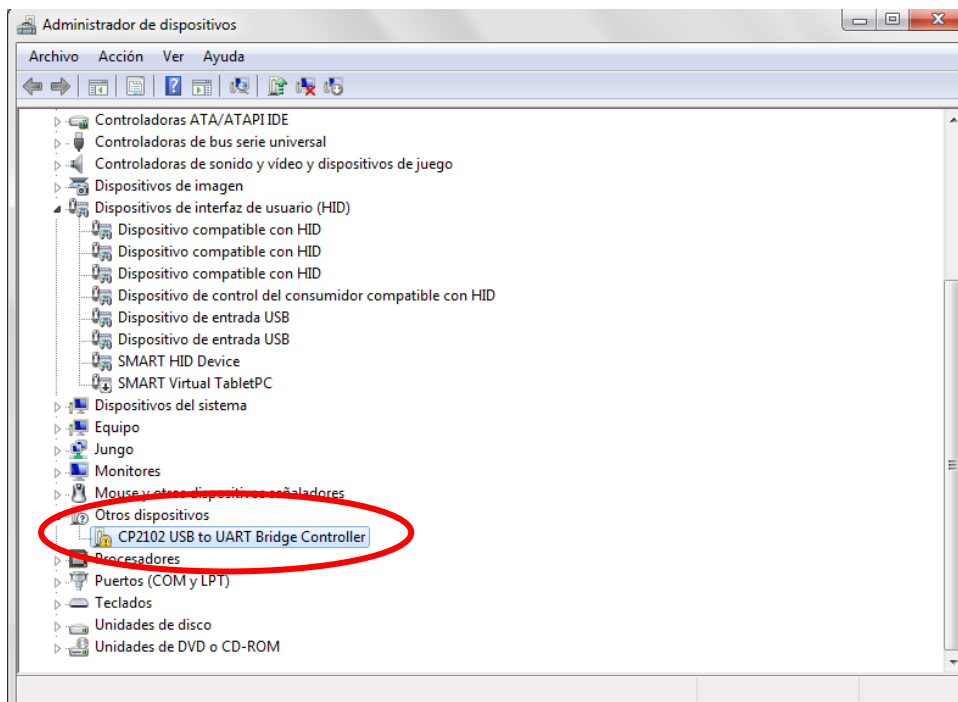 Administrador de dispositivos
Archivo Acción Ver Ayuda
Controladoras ATA/ATAPI IDE
Controladoras de bus serie universal
Controladoras de sonido y vídeo y dispositivos de juego
Dispositivos de imagen
Dispositivos de interfaz de usuario (HID)
Dispositivo compatible con HID
Dispositivo compatible con HID
Dispositivo compatible con HID
Dispositivo de control del consumidor compatible con HID
Dispositivo de entrada USB
Dispositivo de entrada USB
SMART HID Device
SMART Virtual TabletPC
Dispositivos del sistema
Equipo
Jungo
Monitores
Mouse y otros dispositivos señaladores
Otros dispositivos
CP2102 USB to UART Bridge Controller
Procesadores
Puertos (COM y LPT)
Teclados
Unidades de disco
Unidades de DVD o CD-ROM